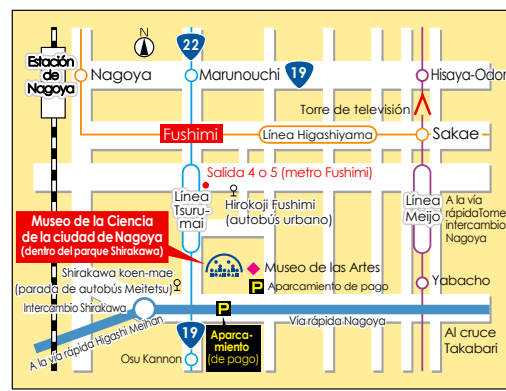 N
22
Estación
de
Nagoya
Nagoya
Marunouchi
19
Hisaya-Odor
Torre de televisión
Fushimi
Línea Higashiyama
Sakae
Salida 4 o 5 (metro Fushimi)
Línea
Tsuru-
mai
Hirokoji Fushimi
(autobús urbano)
Línea
Meijo
A la vía
rápidaTome
intercambio
Nagoya
Museo de la Ciencia
de la ciudad de Nagoya
(dentro del parque Shirakawa)
Museo de las Artes
Shirakawa koen-mae
(parada de autobús Meitetsu)
P
Aparcamiento de pago
Yabacho
Intercambio Shirakawa
P
Vía rápida Nagoya
A la vía rápida Higashi Meihan
19
Aparca-
miento
(de pago)
Al cruce
Takabari
Osu Kannon